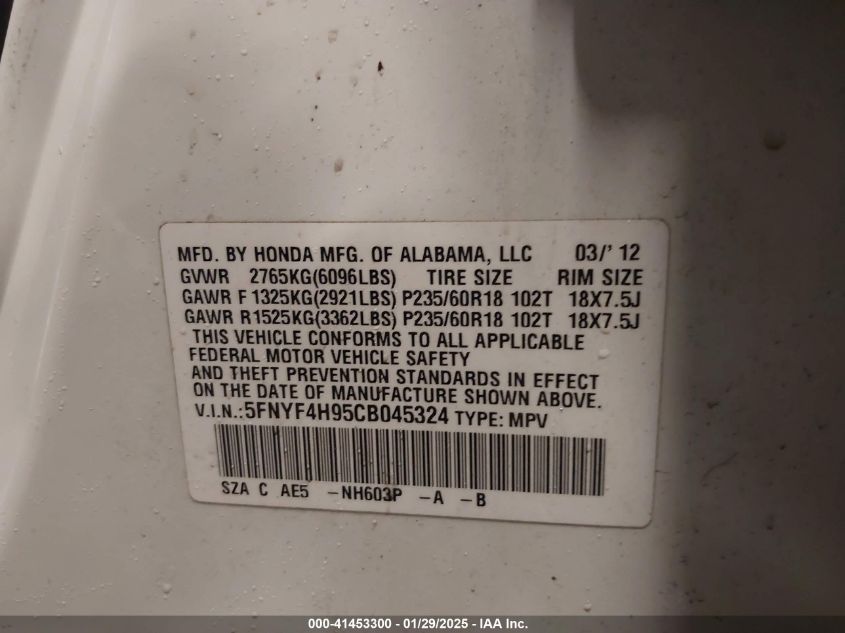 MFD. BY HONDA MFG. OF ALABAMA, LLC 03/' 12
GVWR 2765KG(6096LBS) TIRE SIZE RIM SIZE
GAWR F 1325KG(2921LBS) P235/60R18 102T 18X7.5J
GAWR R1525KG(3362LBS) P235/60R18 102T 18X7.5J
THIS VEHICLE CONFORMS TO ALL APPLICABLE
FEDERAL MOTOR VEHICLE SAFETY
AND THEFT PREVENTION STANDARDS IN EFFECT
ON THE DATE OF MANUFACTURE SHOWN ABOVE.
V.I.N.:5FNYF4H95CB045324 TYPE: MPV
SZA C AE5 -NH603P -A -B
000-41453300 - 01/29/2025 - IAA Inc.